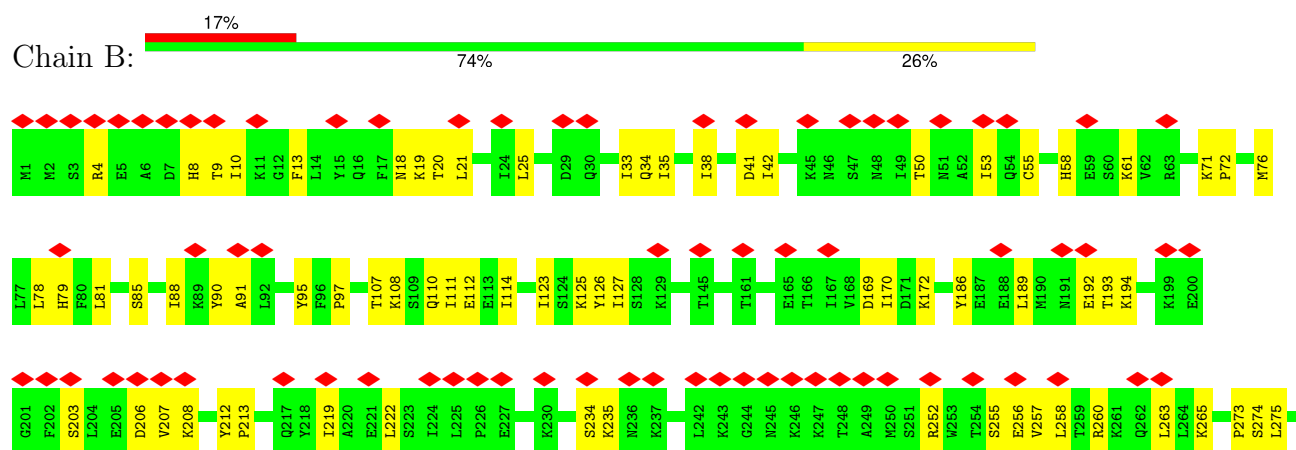 17%
Chain B:
74% 26%
M1 M2 S3 R4 E5 A6 D7 H8 T9 I10 K11 G12 F13 L14 Y15 Q16 F17 N18 K19 T20 L21 I24 L25 D29 Q30 I33 Q34 I35 I38 D41 I42 K45 N46 S47 N48 I49 T50 N51 A52 I53 Q54 C55 H58 E59 S60 K61 V62 R63 K71 P72 M76
L77 L78 H79 F80 L81 S85 I88 K89 Y90 A91 L92 Y95 F96 P97 T107 K108 S109 Q110 I111 E112 E113 I114 I123 S124 K125 Y126 I127 S128 K129 T145 T161 E165 T166 I167 V168 D169 I170 D171 K172 Y186 E187 E188 L189 M190 N191 E192 T193 K194 K199 E200
G201 F202 S203 L204 E205 D206 V207 K208 Y212 P213 Q217 Y218 I219 A220 E221 L222 S223 I224 L225 P226 E227 K230 S234 K235 N236 K237 L242 K243 G244 N245 K246 K247 T248 A249 M250 S251 R252 W253 T254 S255 E256 V257 L258 T259 R260 K261 Q262 L263 L264 K265 P273 S274 L275